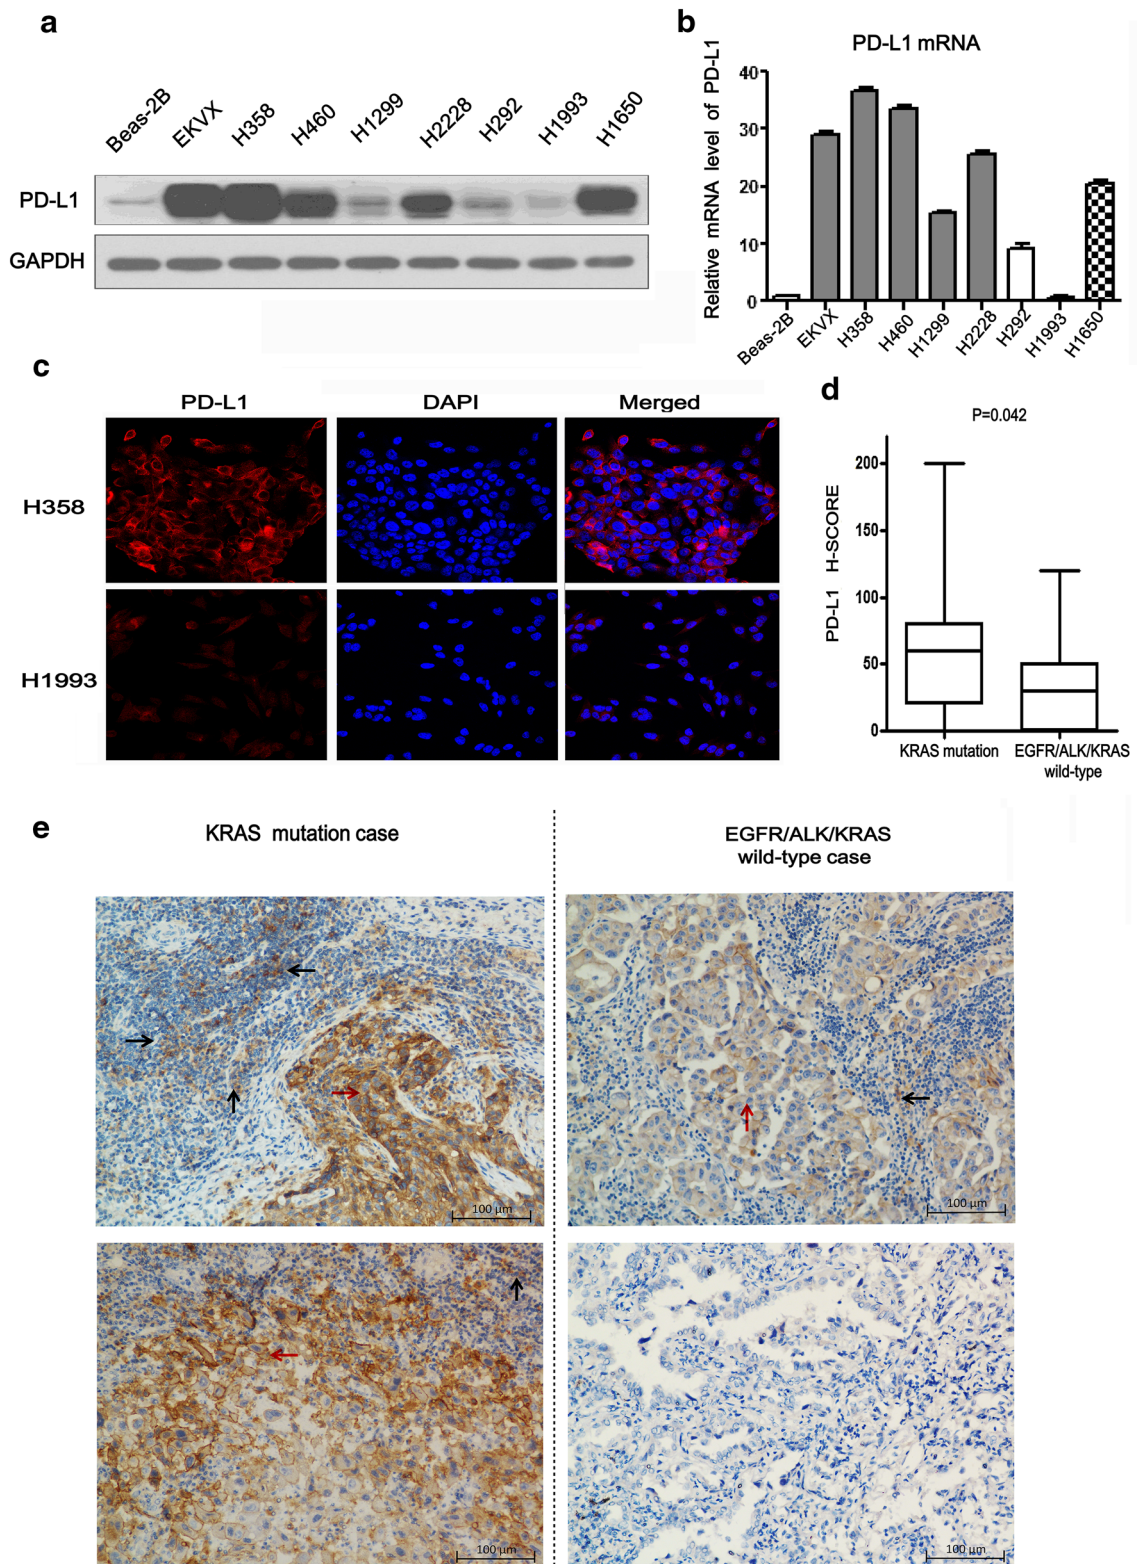 a
Beas-2B
EKVX
H358
H460
H1299
H2228
H292
H1993
H1650
PD-L1
GAPDH
b
PD-L1 mRNA
Relative mRNA level of PD-L1
40
30
20
10
0
Beas-2B
EKVX
H358
H460
H1299
H2228
H292
H1993
H1650
c
PD-L1
DAPI
Merged
H358
H1993
d
P=0.042
PD-L1 H-SCORE
200
150
100
50
0
KRAS mutation
EGFR/ALK/KRAS
wild-type
e
KRAS mutation case
EGFR/ALK/KRAS
wild-type case
100 µm
100 µm
100 µm
100 µm